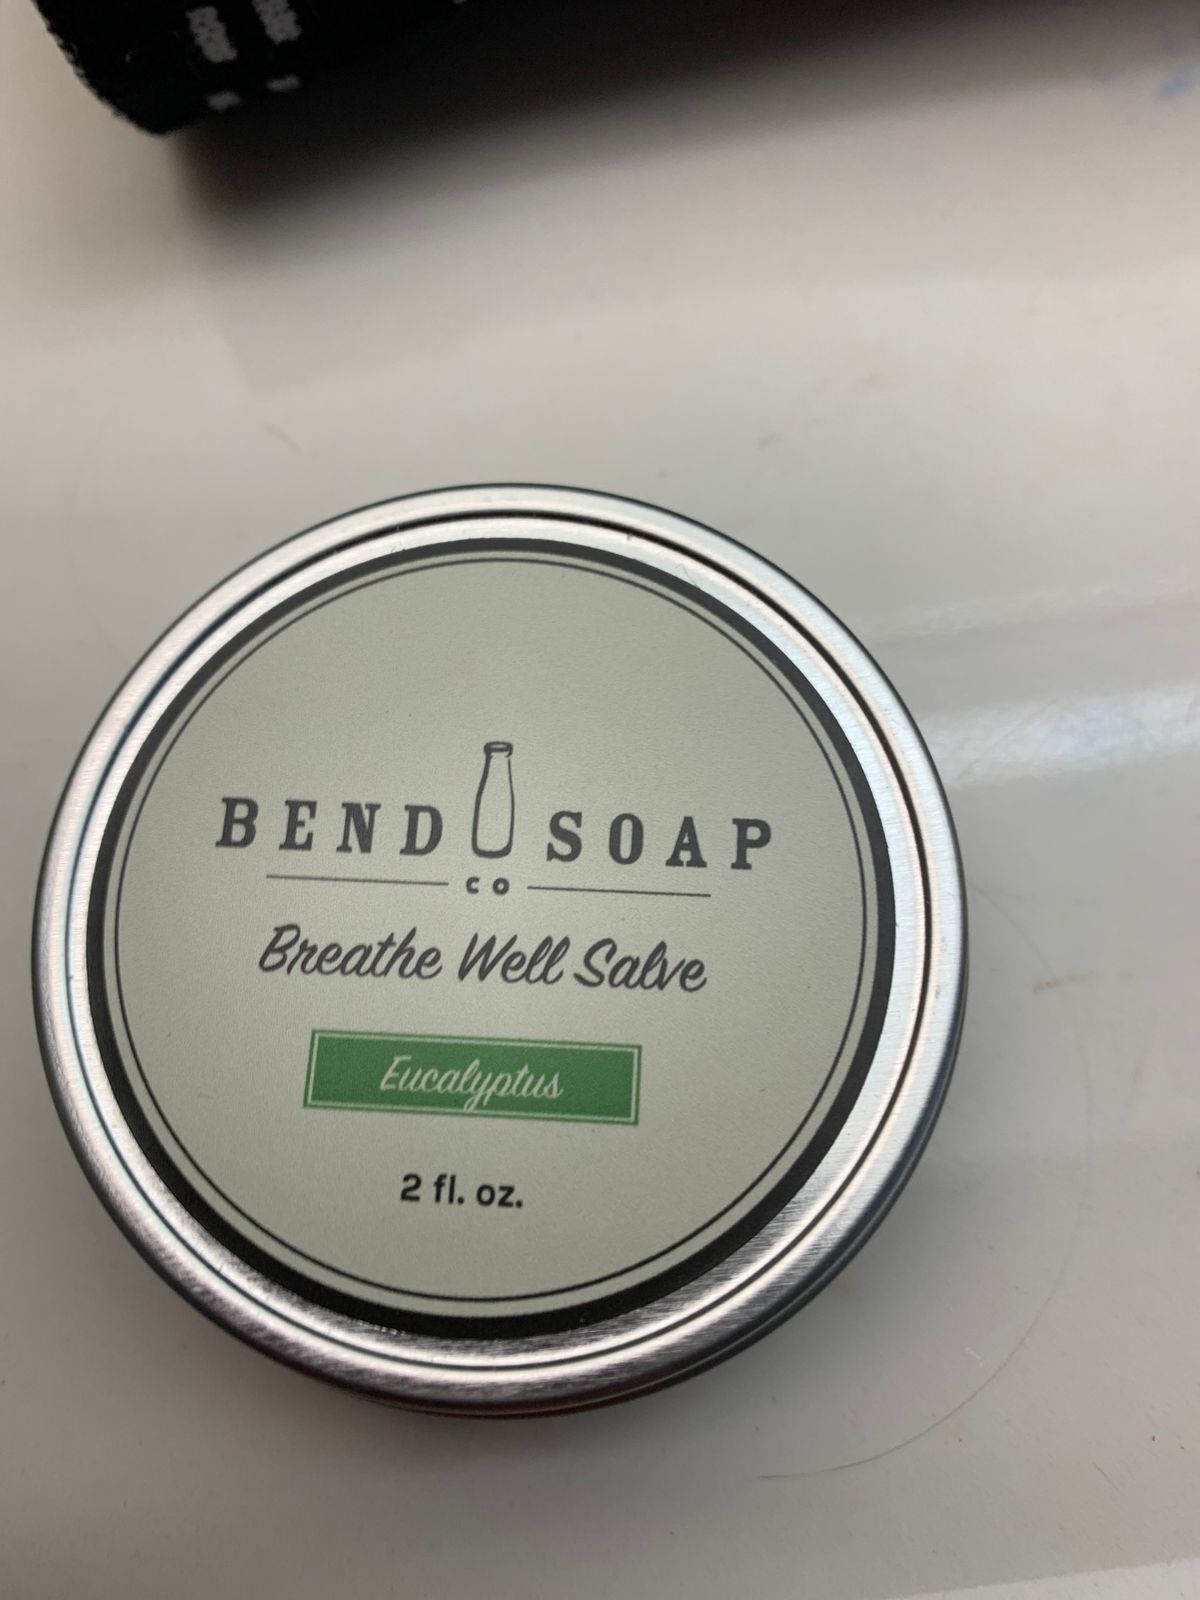 BEND SOAP
CO
Breathe Well Salve
Eucalyptus
2 fl. oz.